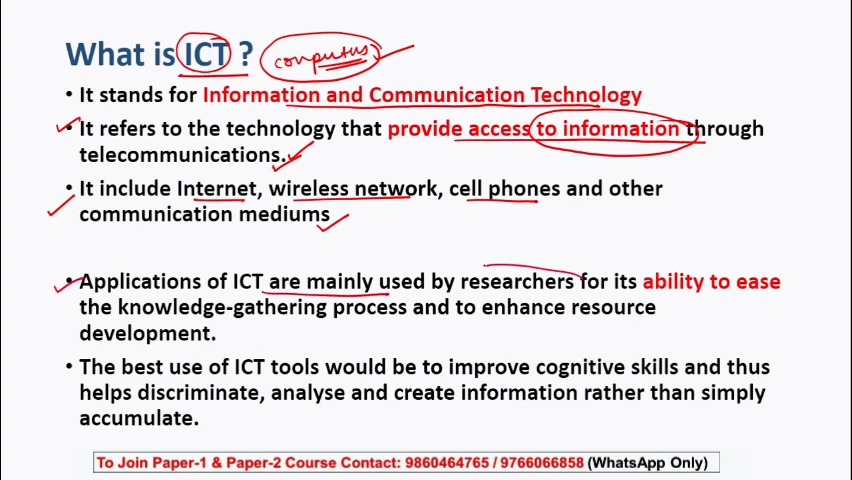 What is ICT ? computers
• It stands for Information and Communication Technology
• It refers to the technology that provide access to information through
telecommunications.
• It include Internet, wireless network, cell phones and other
communication mediums
• Applications of ICT are mainly used by researchers for its ability to ease
the knowledge-gathering process and to enhance resource
development.
• The best use of ICT tools would be to improve cognitive skills and thus
helps discriminate, analyse and create information rather than simply
accumulate.
To Join Paper-1 & Paper-2 Course Contact: 9860464765 / 9766066858 (WhatsApp Only)